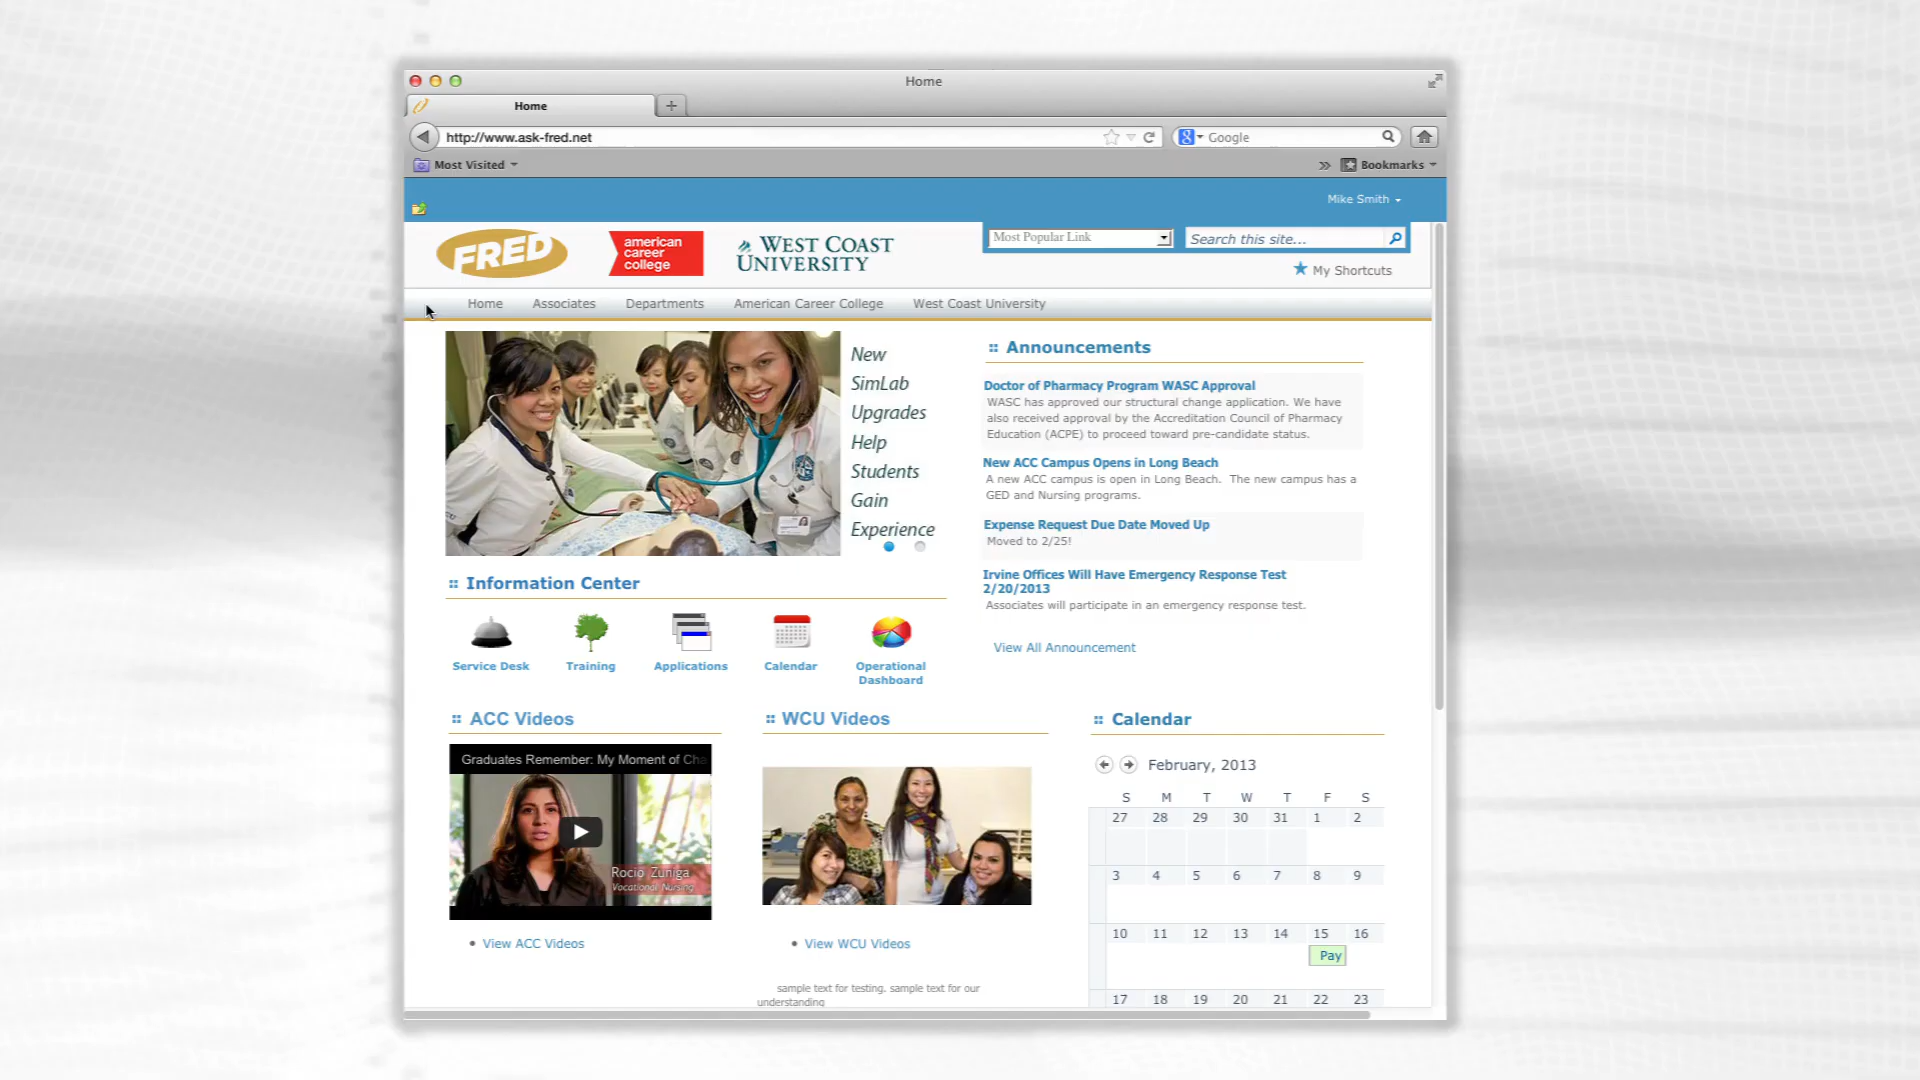 Home
Home
http://www.ask-fred.net
Google
Most Visited
Bookmarks
Mike Smith
FRED
american
career
college
WEST COAST
UNIVERSITY
Most Popular Link
Search this site...
My Shortcuts
Home Associates Departments American Career College West Coast University
New
SimLab
Upgrades
Help
Students
Gain
Experience
Announcements
Doctor of Pharmacy Program WASC Approval
WASC has approved our structural change application. We have
also received approval by the Accreditation Council of Pharmacy
Education (ACPE) to proceed toward pre-candidate status.
New ACC Campus Opens in Long Beach
A new ACC campus is open in Long Beach. The new campus has a
GED and Nursing programs.
Expense Request Due Date Moved Up
Moved to 2/25!
Irvine Offices Will Have Emergency Response Test
2/20/2013
Associates will participate in an emergency response test.
View All Announcement
Information Center
Service Desk
Training
Applications
Calendar
Operational
Dashboard
ACC Videos
Graduates Remember: My Moment of Cha
Rocio Zuniga
Vocational Nursing
View ACC Videos
WCU Videos
View WCU Videos
sample text for testing. sample text for our
understanding
Calendar
February, 2013
S M T W T F S
27 28 29 30 31 1 2
3 4 5 6 7 8 9
10 11 12 13 14 15 16
Pay
17 18 19 20 21 22 23